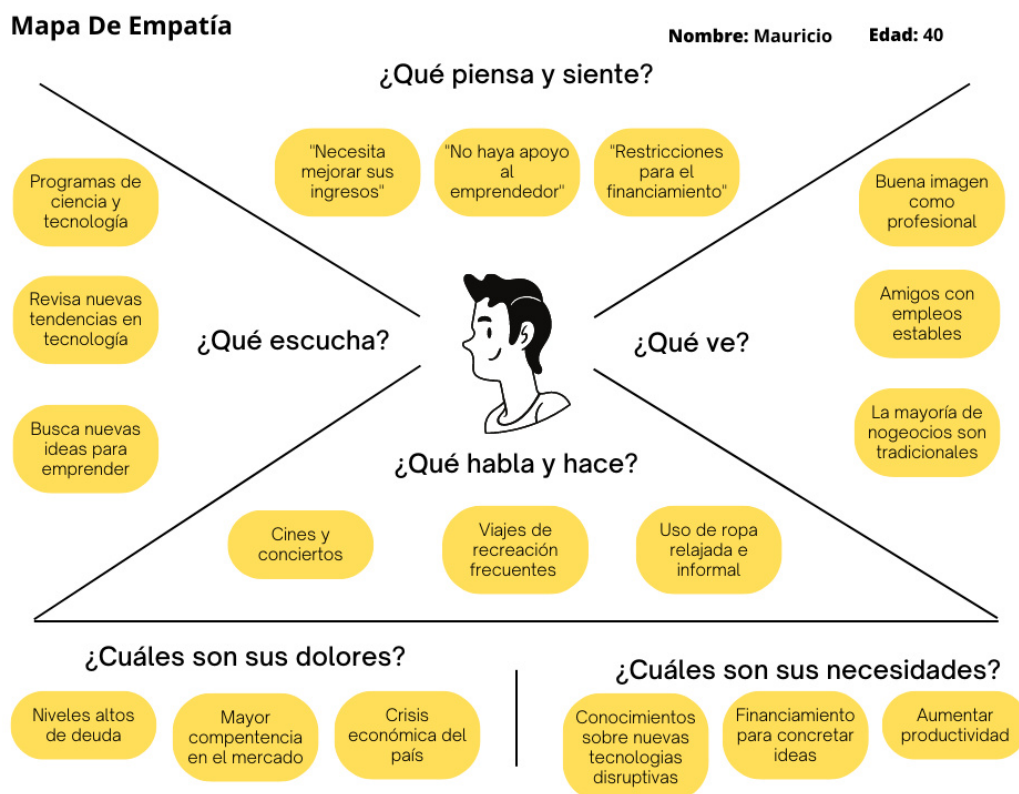 Mapa De Empatía
Nombre: Mauricio Edad: 40
¿Qué piensa y siente?
"Necesita
mejorar sus
ingresos"
"No haya apoyo
al
emprendedor"
"Restricciones
para el
financiamiento"
Programas de
ciencia y
tecnología
Revisa nuevas
tendencias en
tecnología
Busca nuevas
ideas para
emprender
¿Qué escucha?
¿Qué ve?
Buena imagen
como
profesional
Amigos con
empleos
estables
La mayoría de
nogeocios son
tradicionales
¿Qué habla y hace?
Cines y
conciertos
Viajes de
recreación
frecuentes
Uso de ropa
relajada e
informal
¿Cuáles son sus dolores?
Niveles altos
de deuda
Mayor
compentencia
en el mercado
Crisis
económica del
país
¿Cuáles son sus necesidades?
Conocimientos
sobre nuevas
tecnologias
disruptivas
Financiamiento
para concretar
ideas
Aumentar
productividad